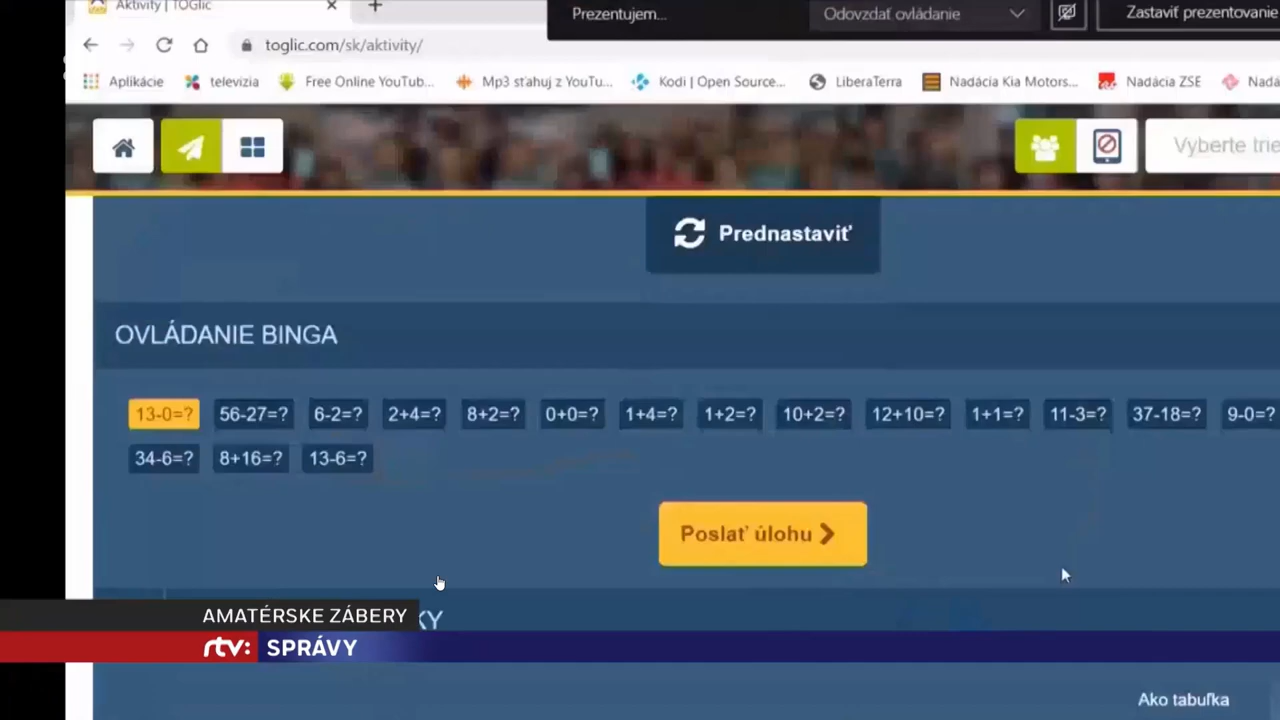 Aktivity | TOGlic
Prezentujem...
Odovzdať ovládanie
Zastaviť prezentovanie
toglic.com/sk/aktivity/
Aplikácie
televizia
Free Online YouTub...
Mp3 sťahuj z YouTu...
Kodi | Open Source...
LiberaTerra
Nadácia Kia Motors...
Nadácia ZSE
Nadá
Vyberte trie
Prednastaviť
OVLÁDANIE BINGA
13-0=? 56-27=? 6-2=? 2+4=? 8+2=? 0+0=? 1+4=? 1+2=? 10+2=? 12+10=? 1+1=? 11-3=? 37-18=? 9-0=?
34-6=? 8+16=? 13-6=?
Poslať úlohu
AMATÉRSKE ZÁBERY
KY
rtv: SPRÁVY
Ako tabuľka